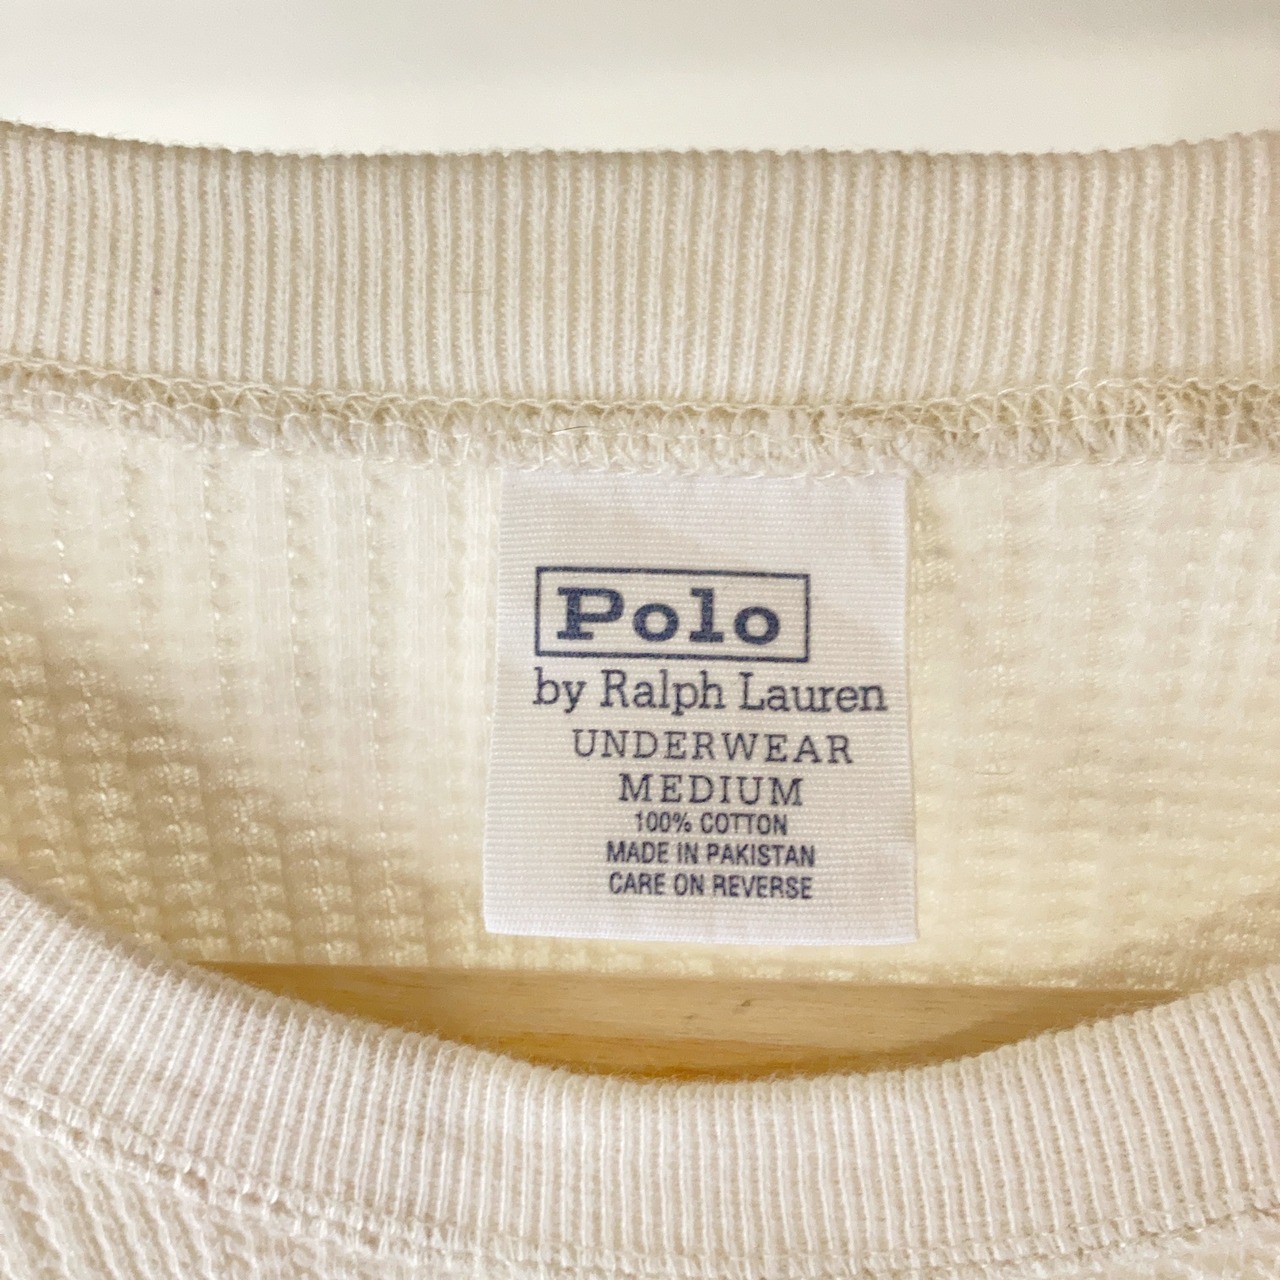 Polo
by Ralph Lauren
UNDERWEAR
MEDIUM
100% COTTON
MADE IN PAKISTAN
CARE ON REVERSE